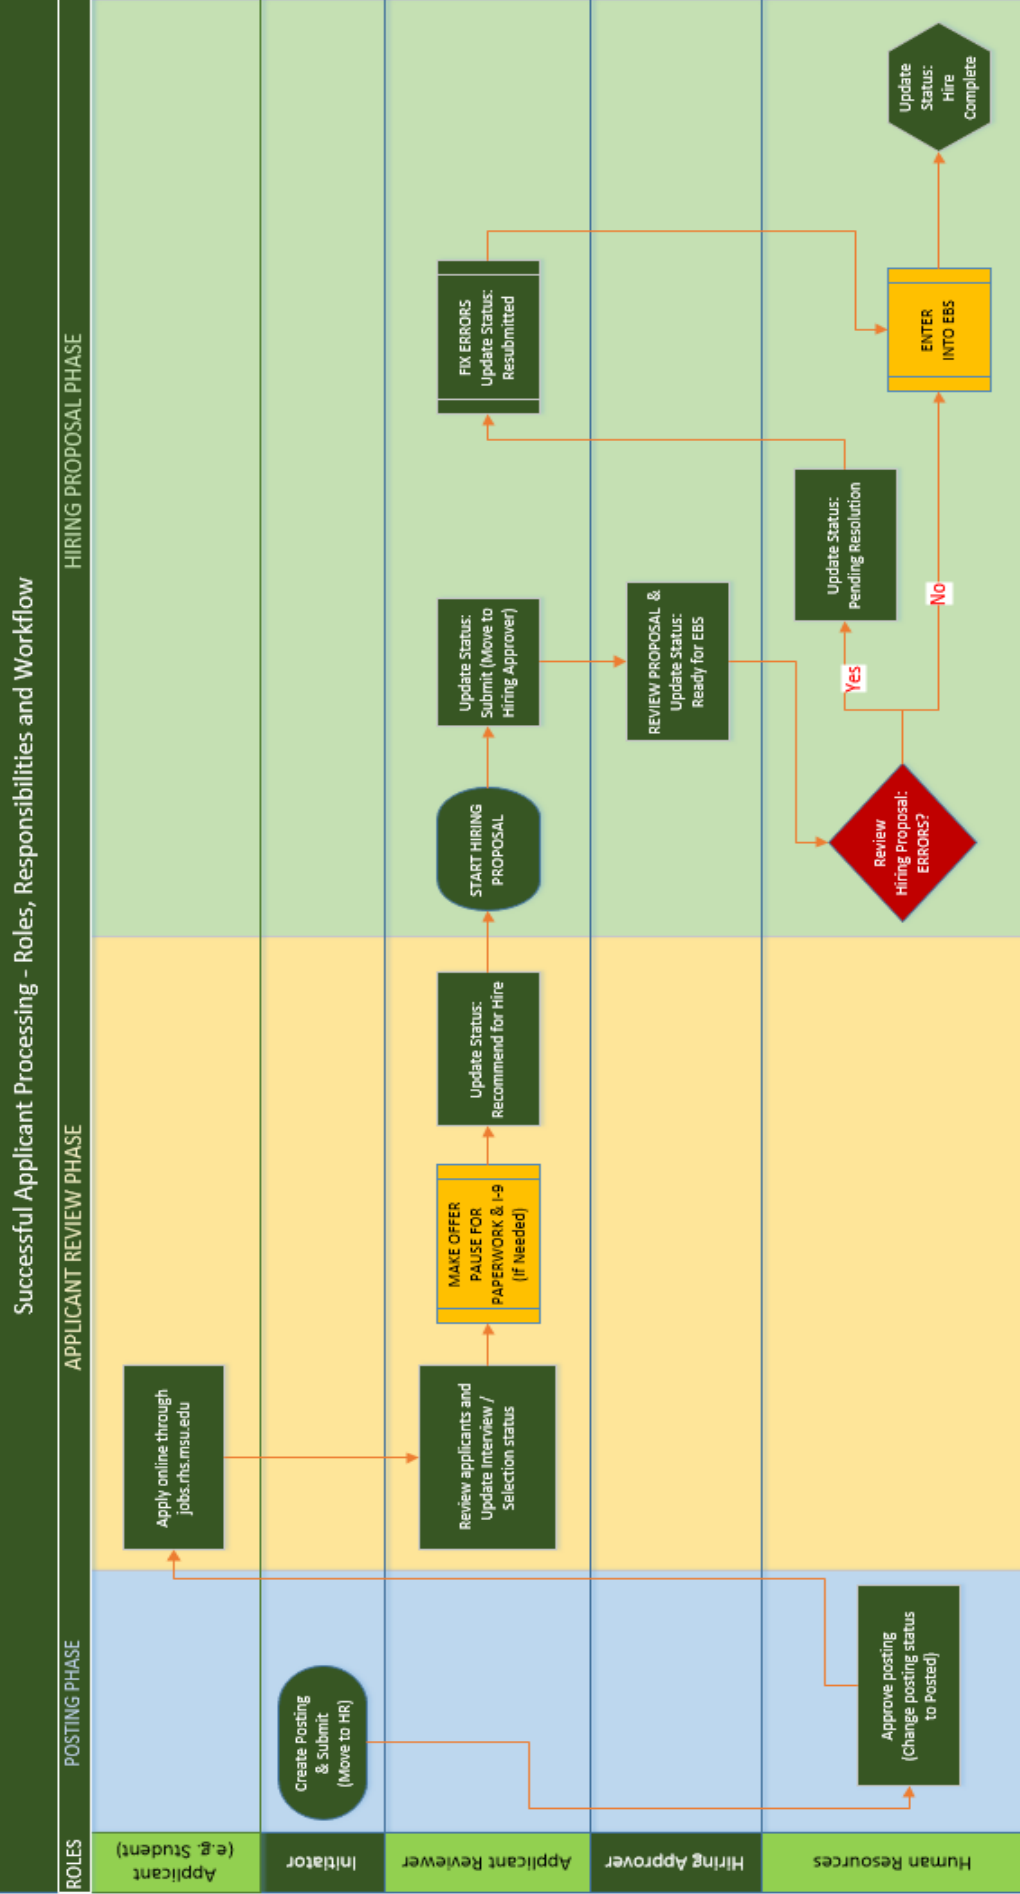 Successful Applicant Processing - Roles, Responsibilities and Workflow
ROLES
POSTING PHASE
APPLICANT REVIEW PHASE
HIRING PROPOSAL PHASE
Applicant
(e.g. Student)
Apply online through
jobs.rhs.msu.edu
Initiator
Create Posting
& Submit
(Move to HR)
Applicant Reviewer
Review applicants and
Update Interview /
Selection status
MAKE OFFER
PAUSE FOR
PAPERWORK & I-9
(If Needed)
Update Status:
Recommend for Hire
START HIRING
PROPOSAL
Update Status:
Submit (Move to
Hiring Approver)
FIX ERRORS
Update Status:
Resubmitted
Hiring Approver
REVIEW PROPOSAL &
Update Status:
Ready for EBS
Human Resources
Approve posting
(Change posting status
to Posted)
Review
Hiring Proposal:
ERRORS?
Yes
No
Update Status:
Pending Resolution
ENTER
INTO EBS
Update
Status:
Hire
Complete